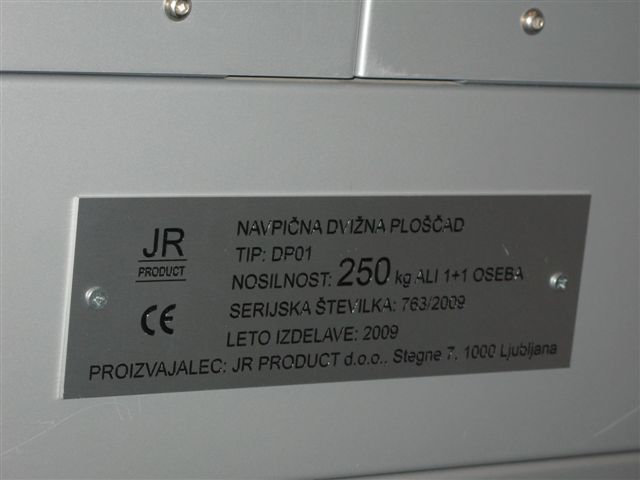 JR
PRODUCT
CE
NAVPIČNA DVIŽNA PLOŠČAD
TIP: DP01
NOSILNOST: 250 kg ALI 1+1 OSEBA
SERIJSKA ŠTEVILKA: 763/2009
LETO IZDELAVE: 2009
PROIZVAJALEC: JR PRODUCT d.o.o., Stegne 7, 1000 Ljubljana